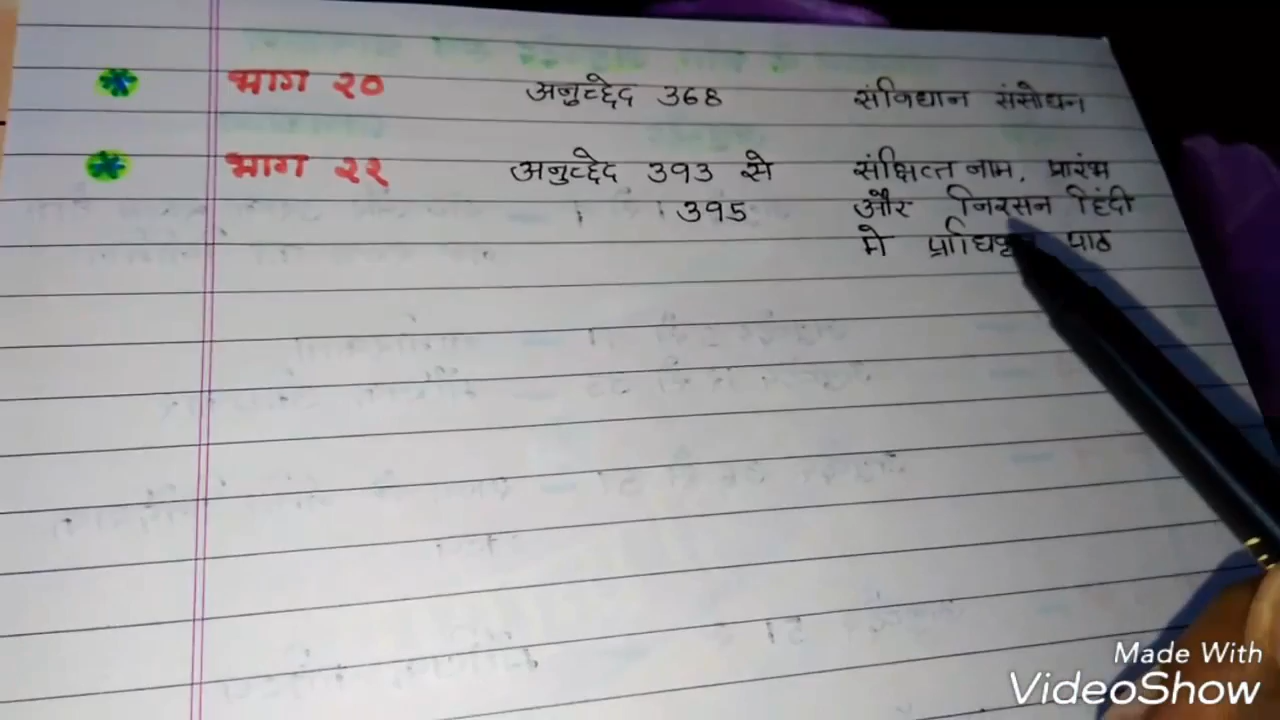 भाग २० अनुच्छेद 368 संविधान संसोधन
भाग २२ अनुच्छेद 393 से संक्षिप्त नाम, प्रारंभ
395 और निरसन हिंदी
मे प्राधिकृत पाठ
Made With
VideoShow